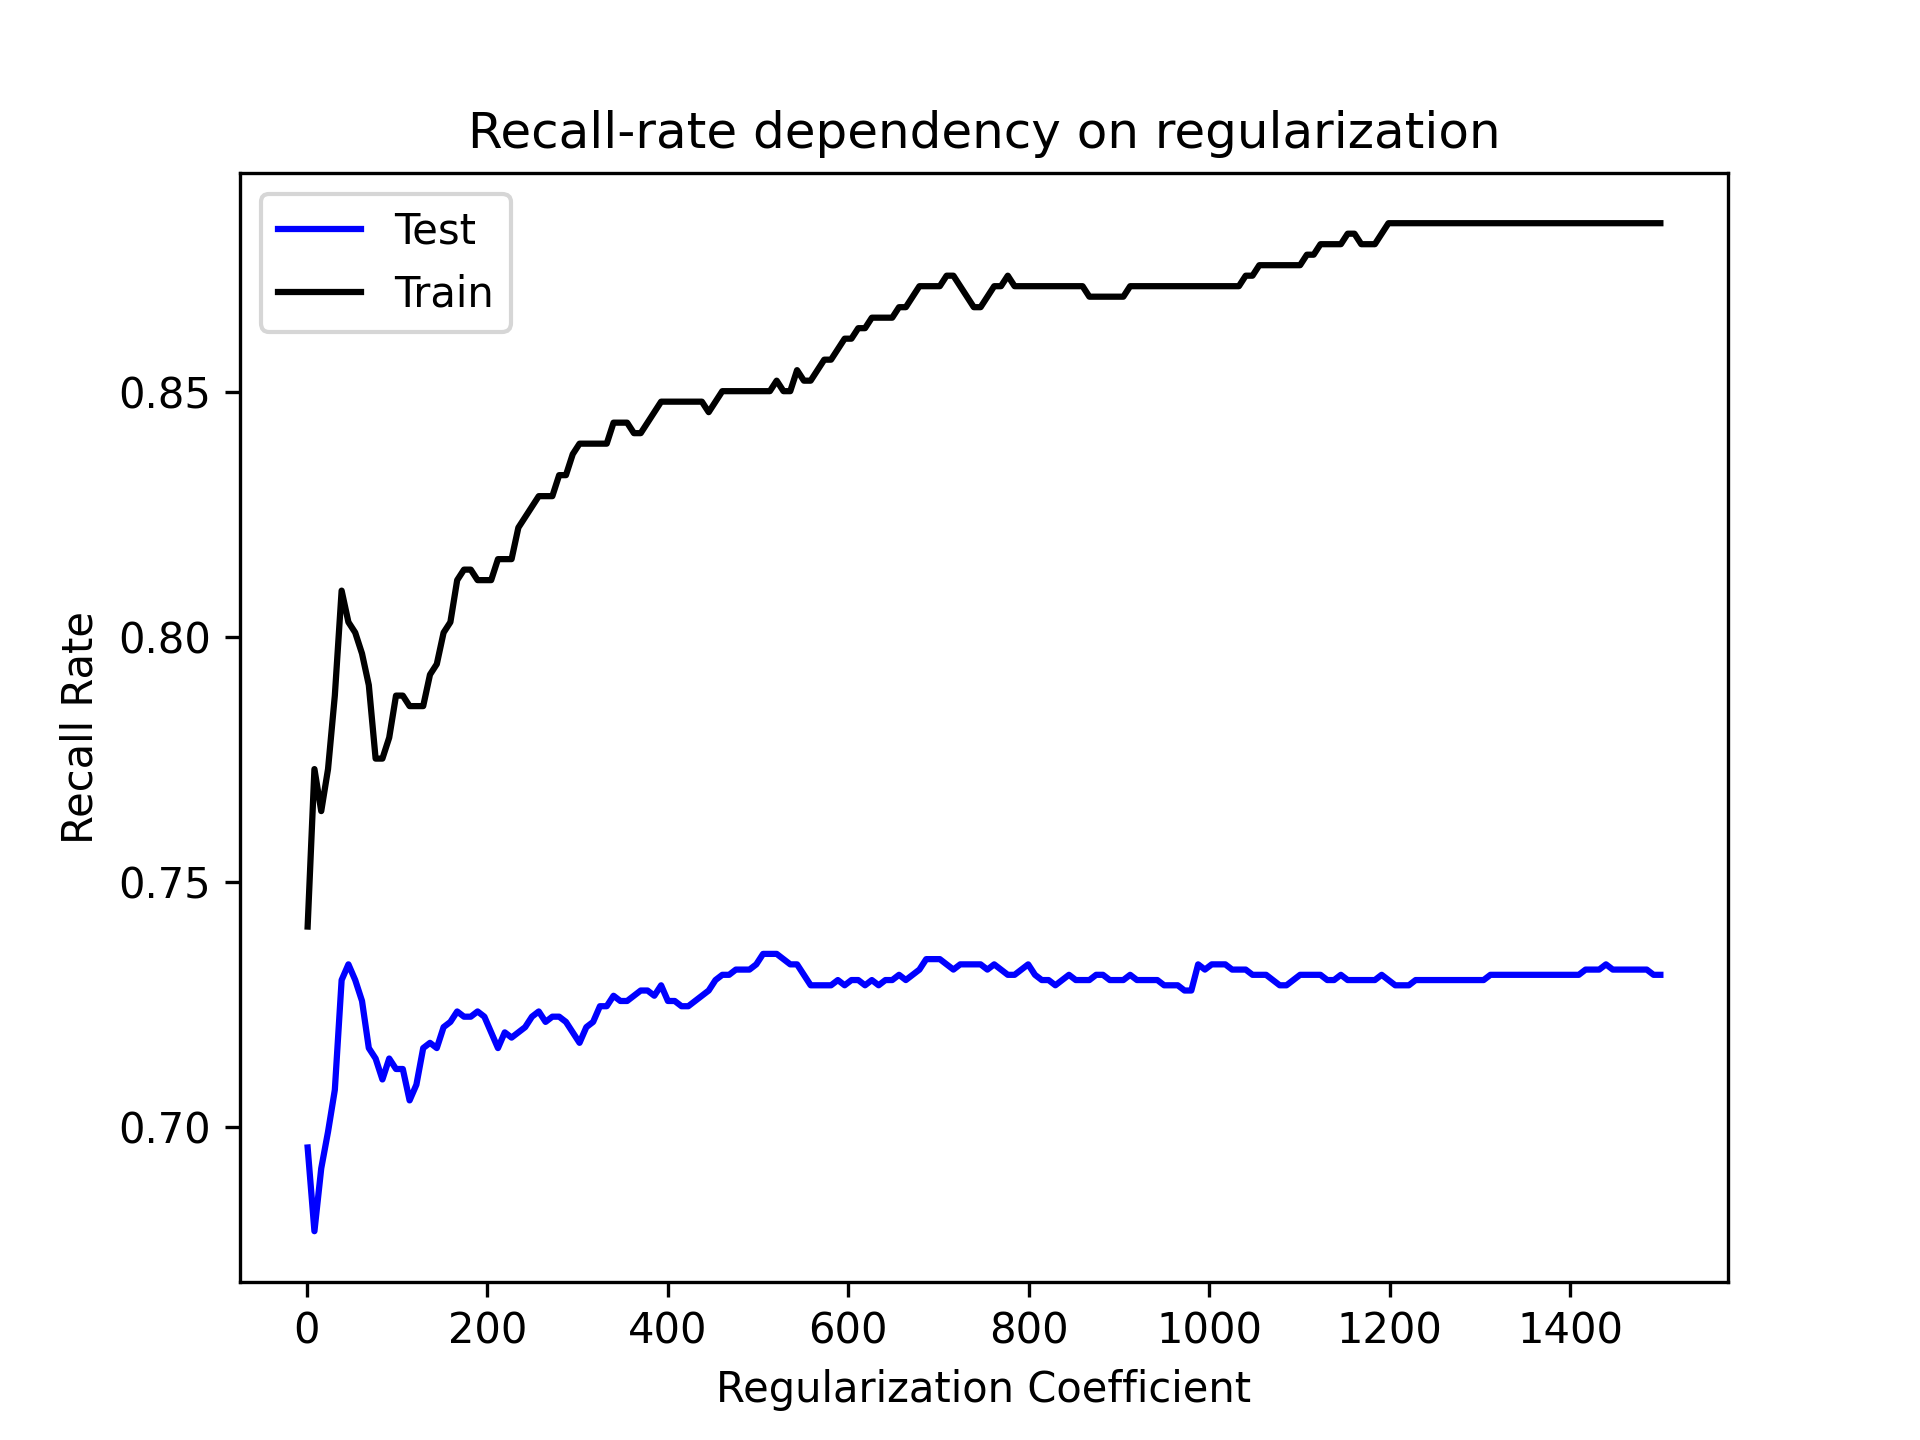 Recall-rate dependency on regularization
Test
Train
Recall Rate
0.85
0.80
0.75
0.70
0 200 400 600 800 1000 1200 1400
Regularization Coefficient